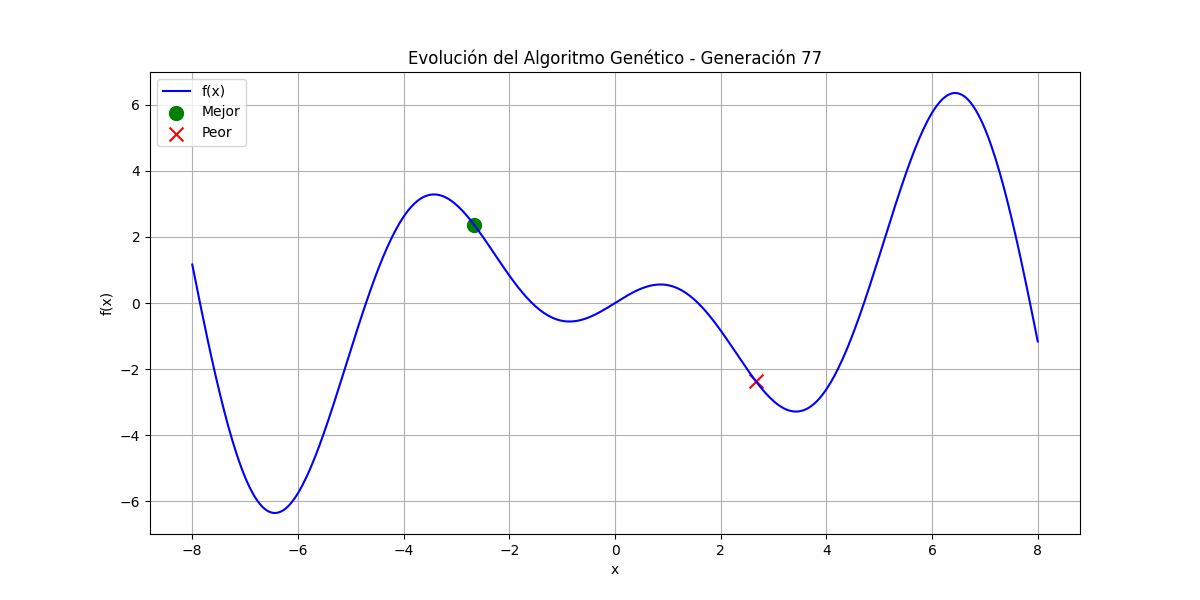 Evolución del Algoritmo Genético - Generación 77
f(x)
Mejor
Peor
6
4
2
0
−2
−4
−6
f(x)
−8 −6 −4 −2 0 2 4 6 8
x